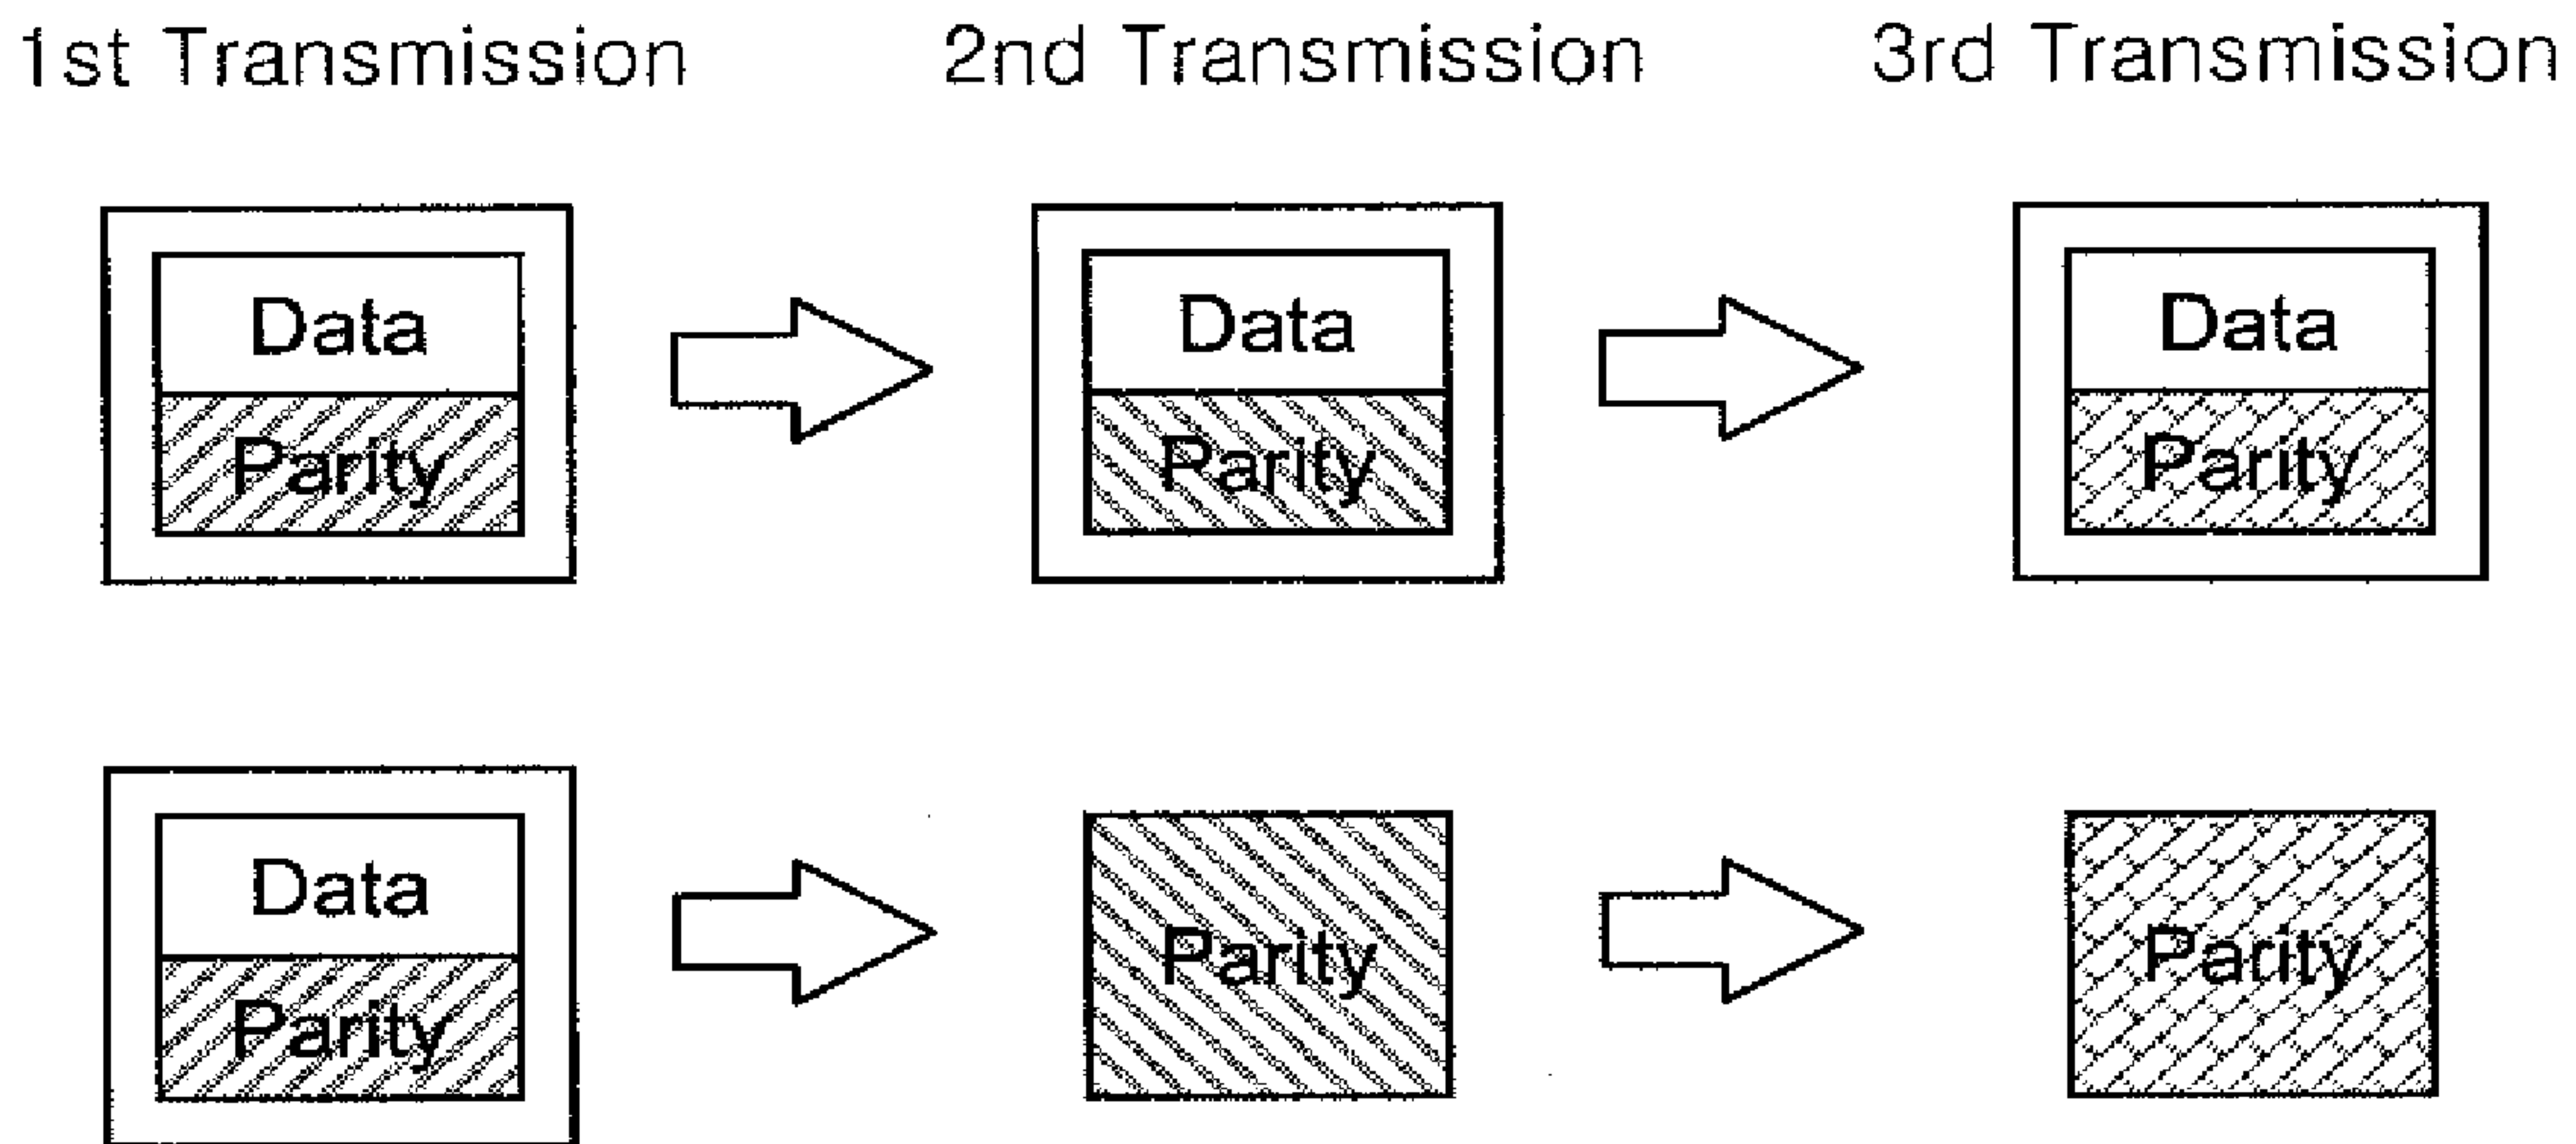 1st Transmission 2nd Transmission 3rd Transmission
Data Data Data
Parity Parity Parity
Data
Parity Parity Parity